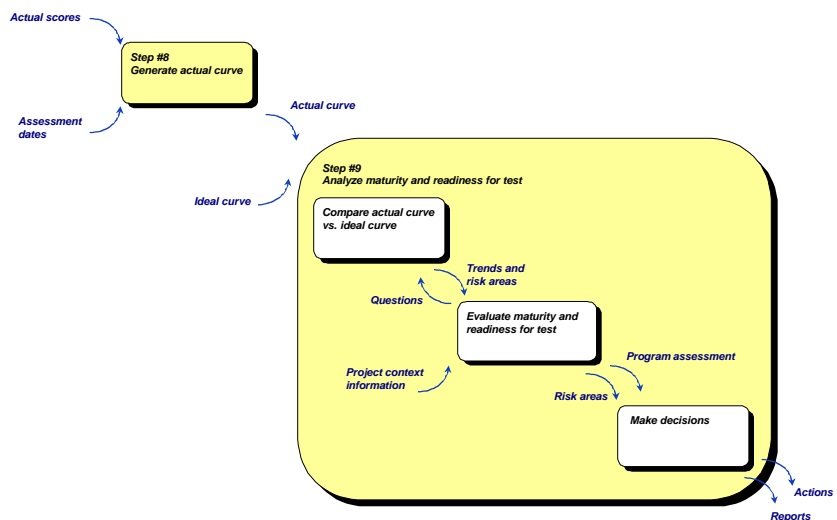 Actual scores
Step #8
Generate actual curve
Assessment
dates
Actual curve
Ideal curve
Step #9
Analyze maturity and readiness for test
Compare actual curve
vs. ideal curve
Trends and
risk areas
Questions
Evaluate maturity and
readiness for test
Project context
information
Program assessment
Risk areas
Make decisions
Actions
Reports